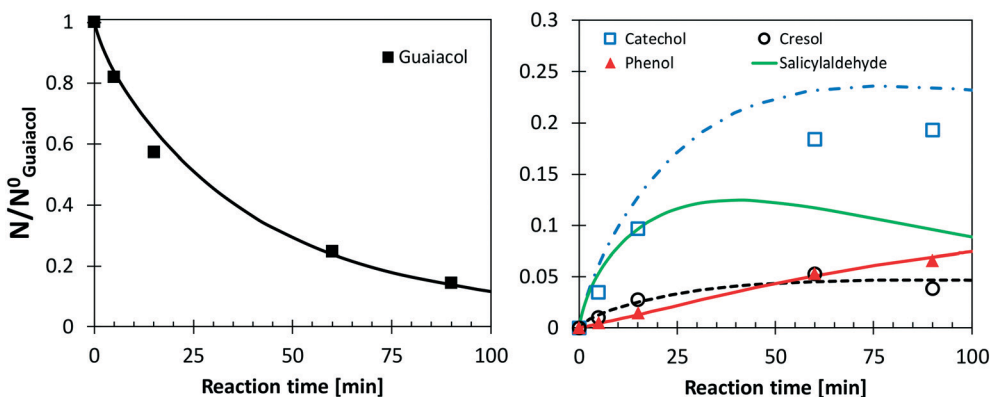 N/N⁰Guaiacol
1
0.8
0.6
0.4
0.2
0
0 25 50 75 100
Reaction time [min]
Guaiacol
0.3
0.25
0.2
0.15
0.1
0.05
0
0 25 50 75 100
Reaction time [min]
Catechol Cresol
Phenol Salicylaldehyde